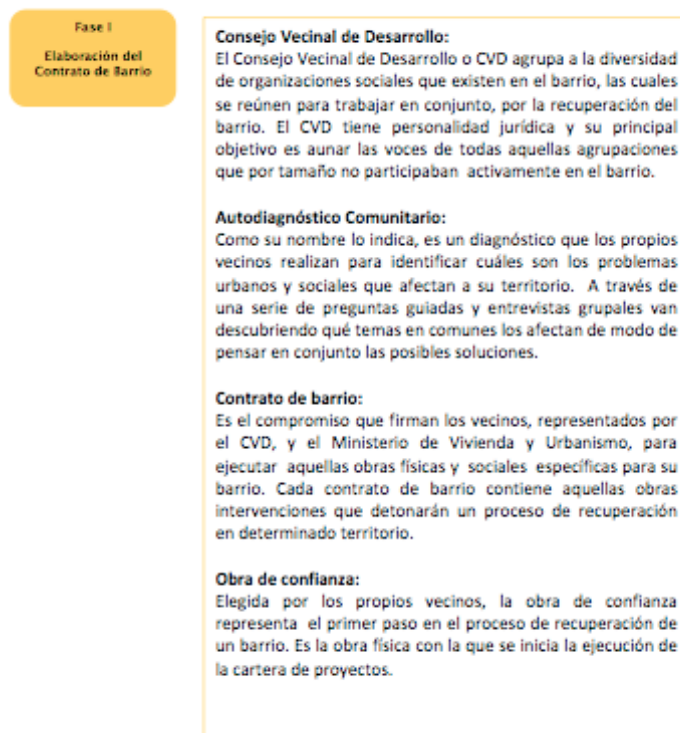 Fase I
Elaboración del
Contrato de Barrio
Consejo Vecinal de Desarrollo:
El Consejo Vecinal de Desarrollo o CVD agrupa a la diversidad
de organizaciones sociales que existen en el barrio, las cuales
se reúnen para trabajar en conjunto, por la recuperación del
barrio. El CVD tiene personalidad jurídica y su principal
objetivo es aunar las voces de todas aquellas agrupaciones
que por tamaño no participaban activamente en el barrio.
Autodiagnóstico Comunitario:
Como su nombre lo indica, es un diagnóstico que los propios
vecinos realizan para identificar cuáles son los problemas
urbanos y sociales que afectan a su territorio. A través de
una serie de preguntas guiadas y entrevistas grupales van
descubriendo qué temas en comunes los afectan de modo de
pensar en conjunto las posibles soluciones.
Contrato de barrio:
Es el compromiso que firman los vecinos, representados por
el CVD, y el Ministerio de Vivienda y Urbanismo, para
ejecutar aquellas obras físicas y sociales específicas para su
barrio. Cada contrato de barrio contiene aquellas obras
intervenciones que detonarán un proceso de recuperación
en determinado territorio.
Obra de confianza:
Elegida por los propios vecinos, la obra de confianza
representa el primer paso en el proceso de recuperación de
un barrio. Es la obra física con la que se inicia la ejecución de
la cartera de proyectos.